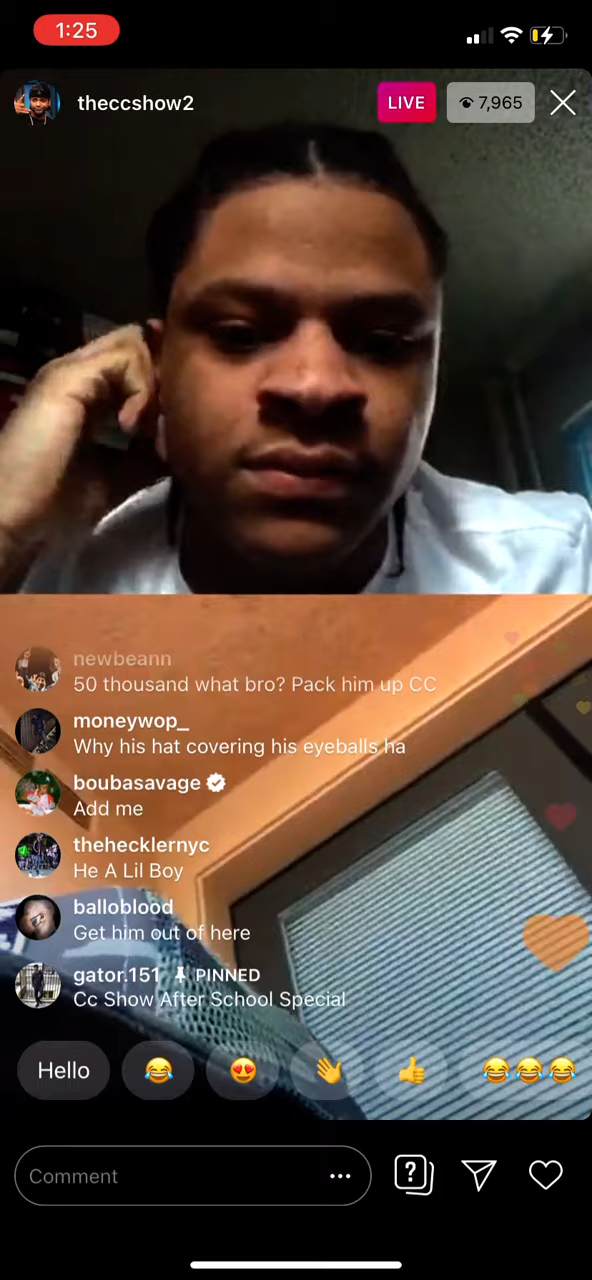 1:25
theccshow2
LIVE
7,965
newbeann
50 thousand what bro? Pack him up CC
moneywop_
Why his hat covering his eyeballs ha
boubasavage
Add me
thehecklernyc
He A Lil Boy
balloblood
Get him out of here
gator.151 PINNED
Cc Show After School Special
Hello
Comment